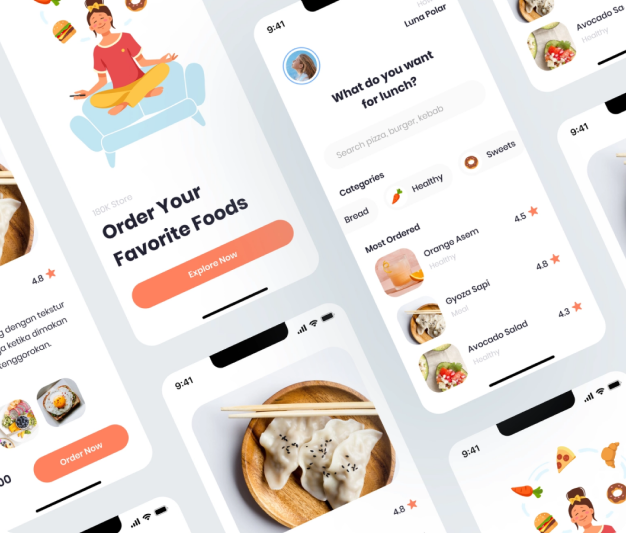 180K Store
Order Your
Favorite Foods
Explore Now
9:41
Luna Polar
What do you want
for lunch?
Search pizza, burger, kebab
Categories
Bread
Healthy
Sweets
Most Ordered
Orange Asem
Healthy
4.5
Gyoza Sapi
Meal
4.8
Avocado Salad
Healthy
4.3
4.8
dengan tekstur
ketika dimakan
tenggorokan.
Order Now
9:41
4.8
Avocado Sa
Healthy
9:41
9:41